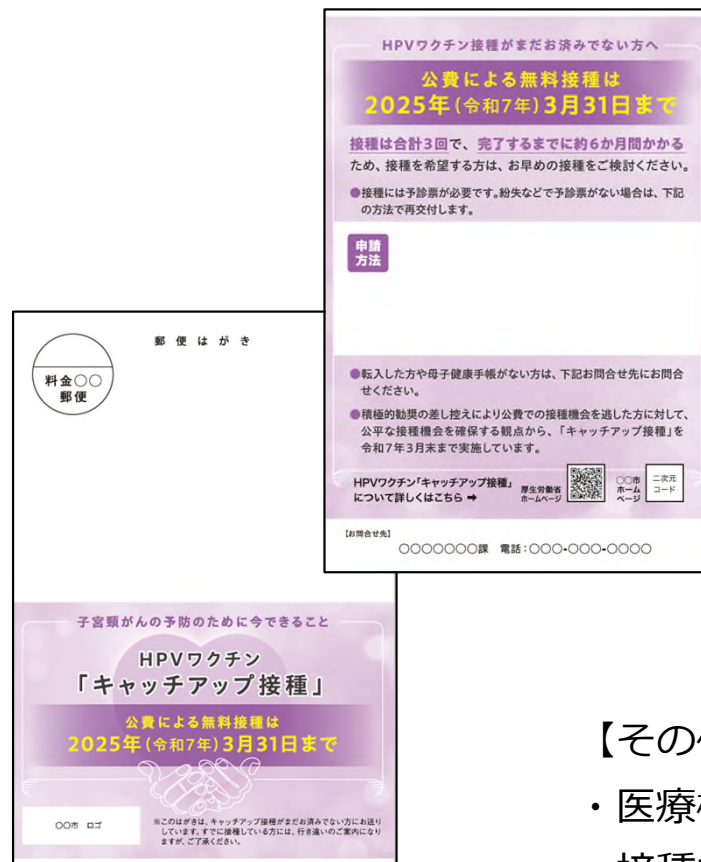 HPVワクチン接種がまだお済みでない方へ
公費による無料接種は
2025年(令和7年)3月31日まで
接種は合計3回で、完了するまでに約6か月間かかる
ため、接種を希望する方は、お早めの接種をご検討ください。
●接種には予診票が必要です。紛失などで予診票がない場合は、下記
の方法で再交付します。
申請
方法
●転入した方や母子健康手帳がない方は、下記お問合せ先にお問合
せください。
●積極的勧奨の差し控えにより公費での接種機会を逃した方に対して、
公平な接種機会を確保する観点から、「キャッチアップ接種」を
令和7年3月末まで実施しています。
HPVワクチン「キャッチアップ接種」
について詳しくはこちら ➡
厚生労働省
ホームページ
〇〇市
ホーム
ページ
二次元
コード
【お問合せ先】
〇〇〇〇〇〇〇課 電話:〇〇〇-〇〇〇-〇〇〇〇
郵便はがき
料金〇〇
郵便
子宮頸がんの予防のために今できること
HPVワクチン
「キャッチアップ接種」
公費による無料接種は
2025年(令和7年)3月31日まで
〇〇市 ロゴ
※このはがきは、キャッチアップ接種がまだお済みでない方にお送り
しています。すでに接種している方には、行き違いのご案内になり
ますが、ご了承ください。
【その
・医療